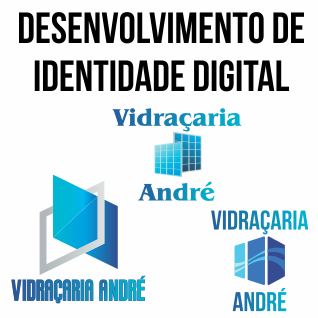 DESENVOLVIMENTO DE
IDENTIDADE DIGITAL
Vidraçaria
André
VIDRAÇARIA ANDRÉ
VIDRAÇARIA
ANDRÉ